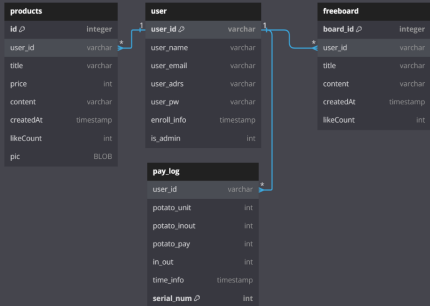 products
id integer
user_id varchar
title varchar
price int
content varchar
createdAt timestamp
likeCount int
pic BLOB
user
user_id varchar
user_name varchar
user_email varchar
user_adrs varchar
user_pw varchar
enroll_info timestamp
is_admin int
freeboard
board_id integer
user_id varchar
title varchar
content varchar
createdAt timestamp
likeCount int
pay_log
user_id varchar
potato_unit int
potato_inout int
potato_pay int
in_out int
time_info timestamp
serial_num int
1
*
1
*
*